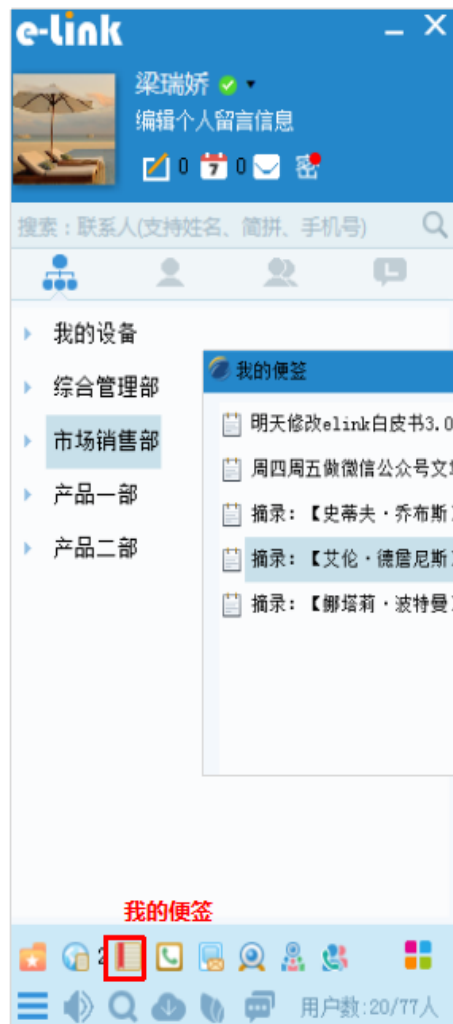 e-link
梁瑞娇
编辑个人留言信息
0 7 0 密
搜索：联系人(支持姓名、简拼、手机号)
我的设备
综合管理部
市场销售部
产品一部
产品二部
我的便签
明天修改elink白皮书3.0
周四周五做微信公众号文
摘录：【史蒂夫·乔布斯】
摘录：【艾伦·德詹尼斯】
摘录：【娜塔莉·波特曼】
我的便签
用户数:20/77人